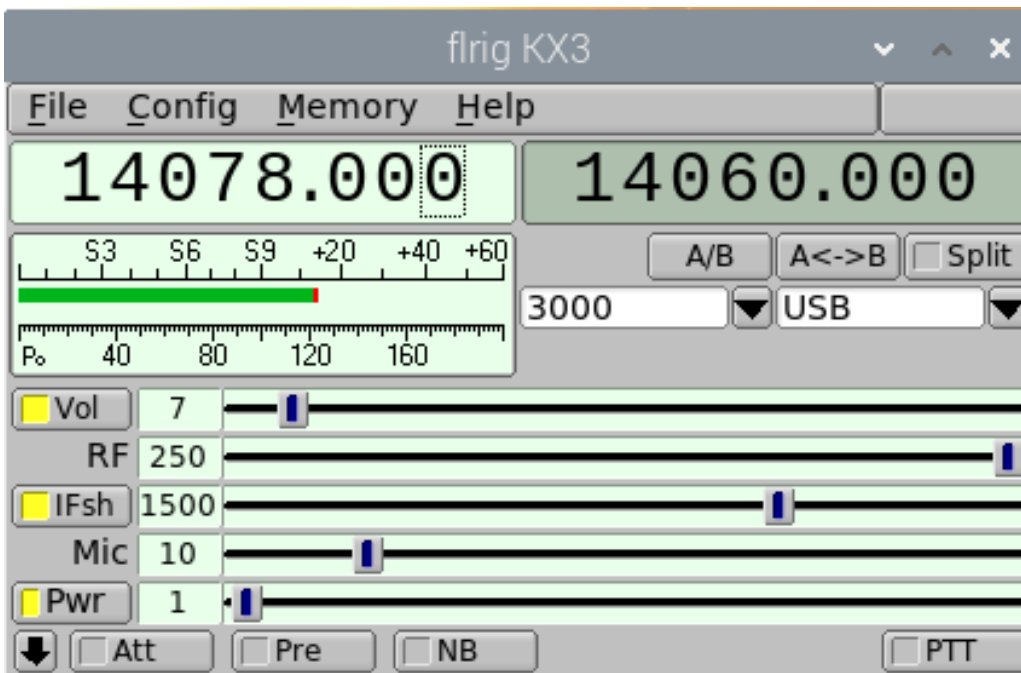 flrig KX3
File Config Memory Help
14078.000 14060.000
S3 S6 S9 +20 +40 +60
A/B A<->B Split
3000 USB
Po 40 80 120 160
Vol 7
RF 250
IFsh 1500
Mic 10
Pwr 1
Att Pre NB PTT